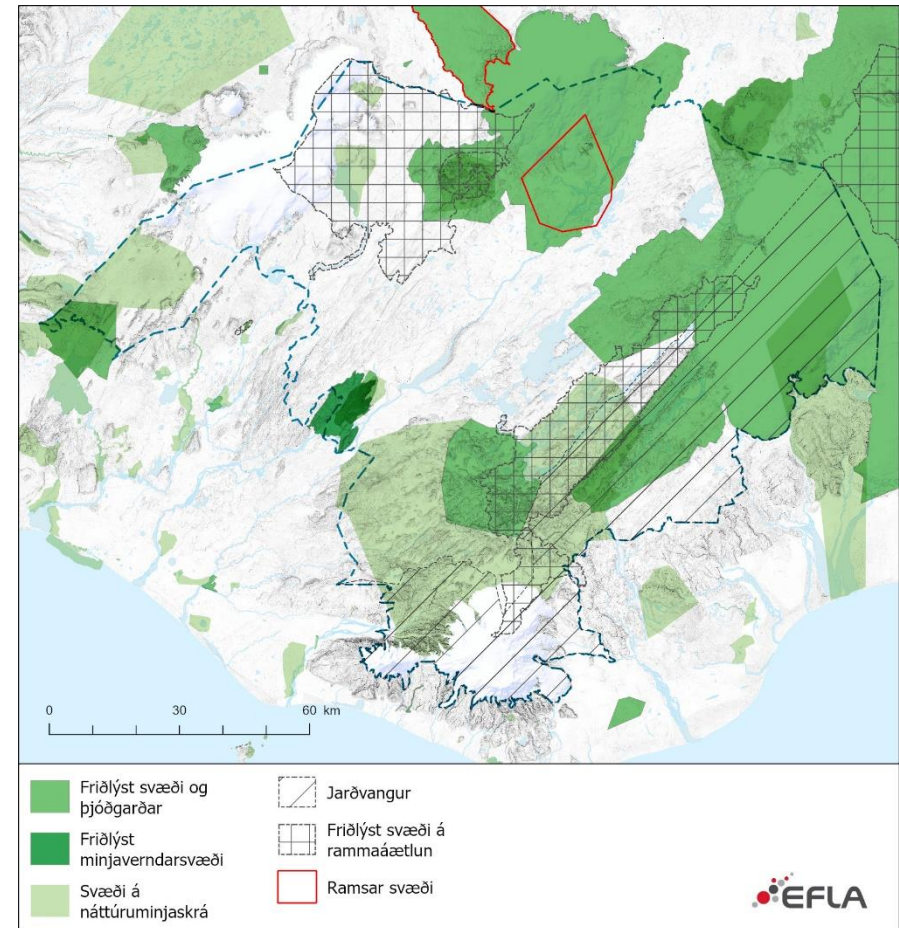 0 30 60 km
Friðlýst svæði og
þjóðgarðar
Friðlýst
minjaverndarsvæði
Svæði á
náttúruminjaskrá
Jarðvangur
Friðlýst svæði á
rammaáætlun
Ramsar svæði
EFLA